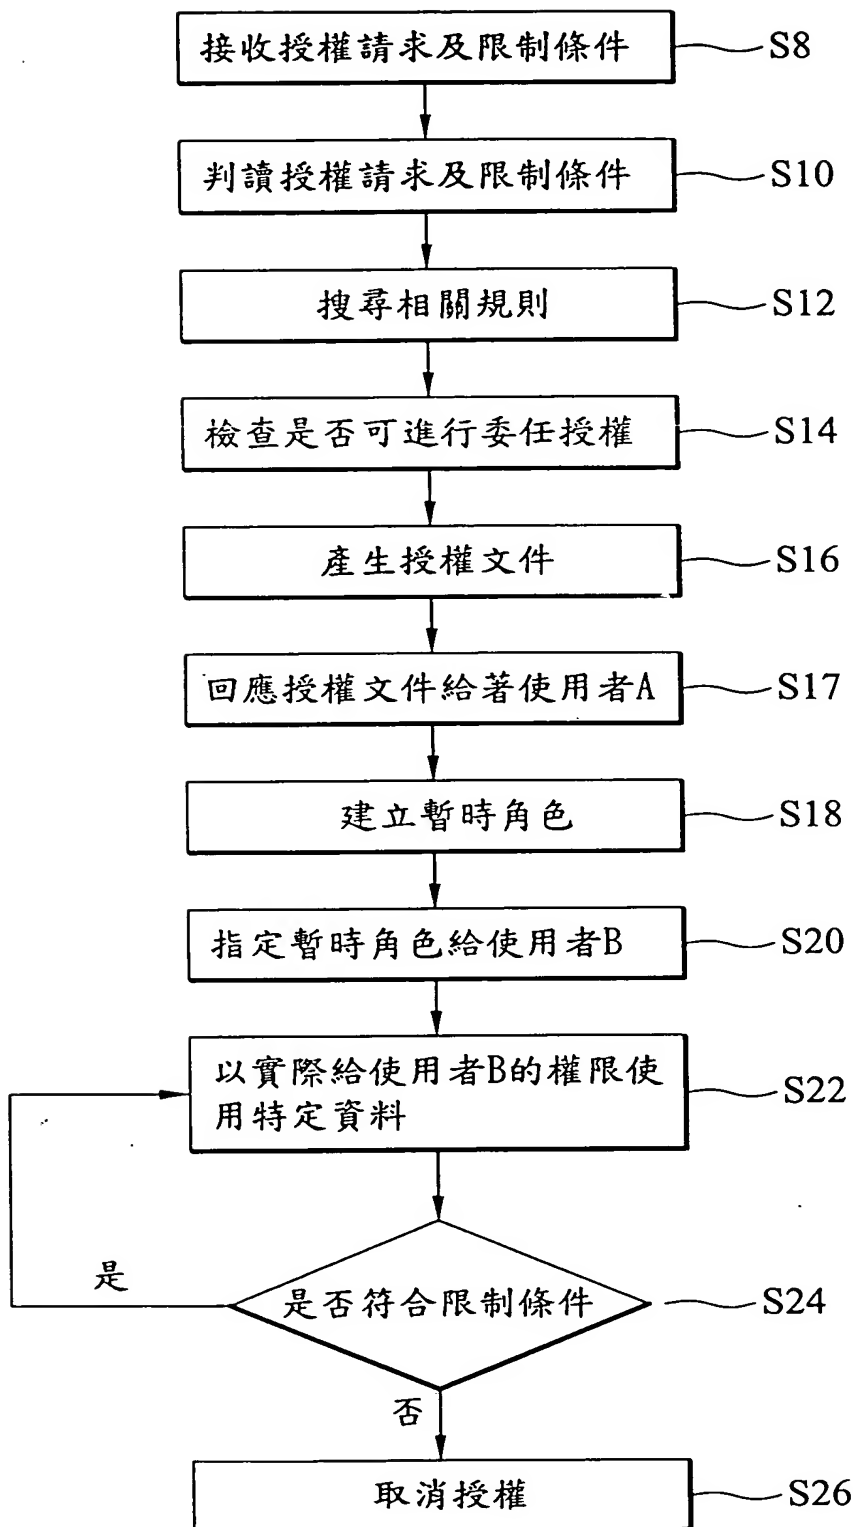 接收授權請求及限制條件 S8
判讀授權請求及限制條件 S10
搜尋相關規則 S12
檢查是否可進行委任授權 S14
產生授權文件 S16
回應授權文件給著使用者A S17
建立暫時角色 S18
指定暫時角色給使用者B S20
以實際給使用者B的權限使
用特定資料 S22
是
是否符合限制條件 S24
否
取消授權 S26